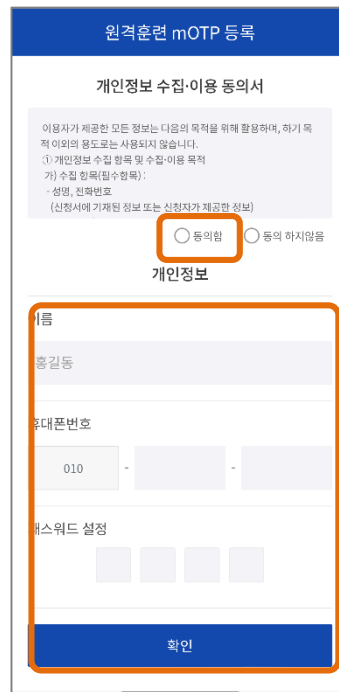 원격훈련 mOTP 등록
개인정보 수집·이용 동의서
이용자가 제공한 모든 정보는 다음의 목적을 위해 활용하며, 하기 목
적 이외의 용도로는 사용되지 않습니다.
① 개인정보 수집 항목 및 수집·이용 목적
가) 수집 항목(필수항목) :
- 성명, 전화번호
(신청서에 기재된 정보 또는 신청자가 제공한 정보)
동의함 동의 하지않음
개인정보
이름
홍길동
휴대폰번호
010 - -
패스워드 설정
확인